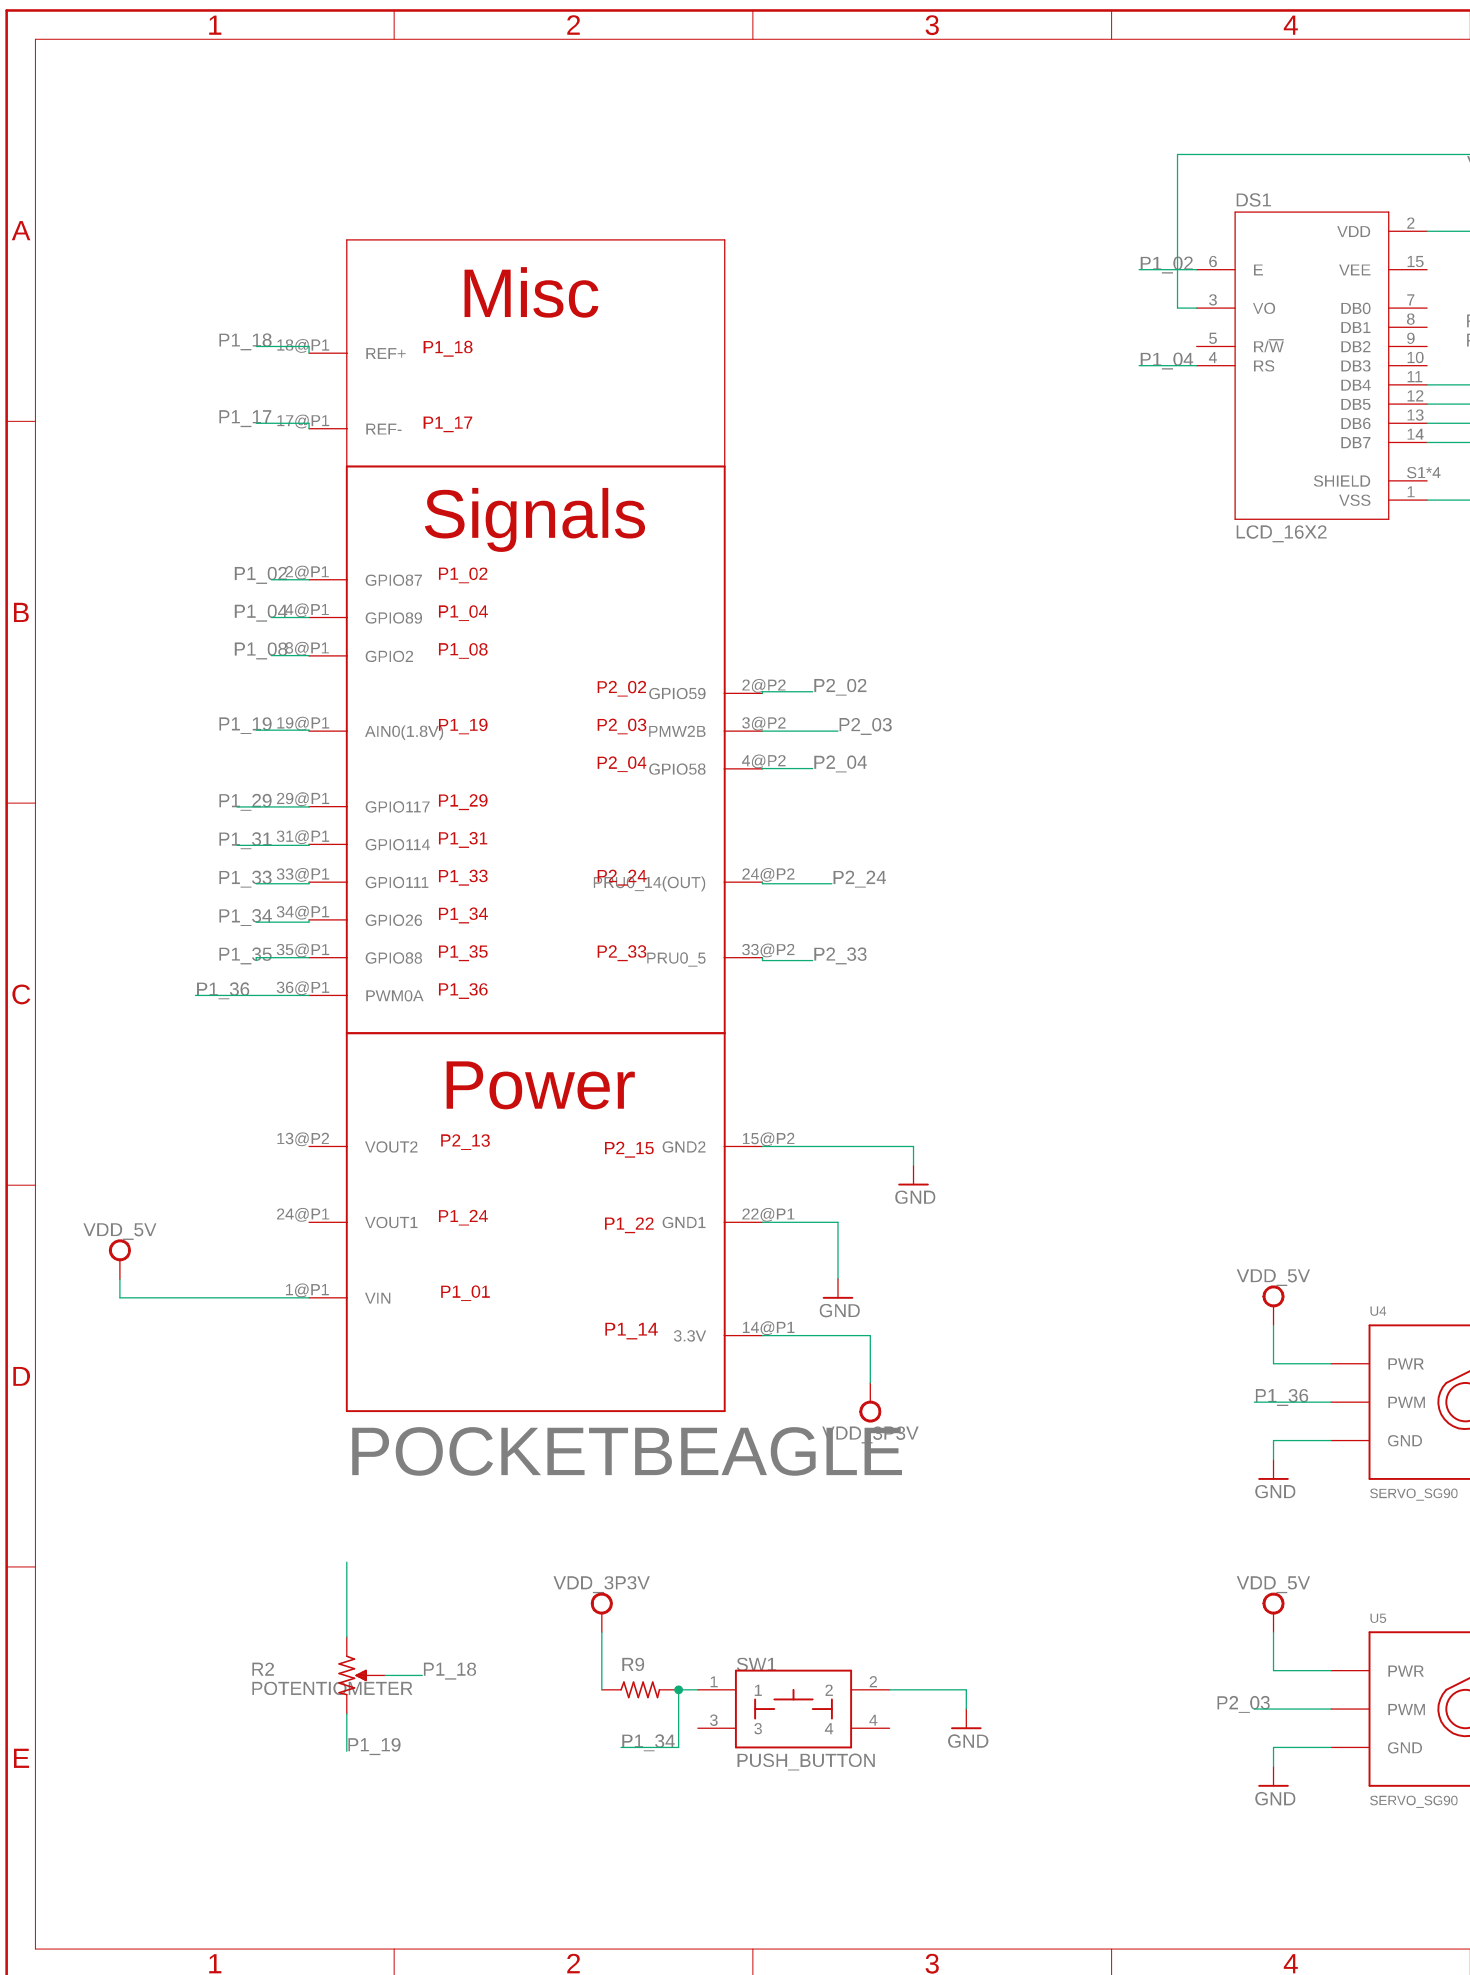 1 2 3 4
A
B
C
D
E
Misc
P1_18 18@P1 REF+ P1_18
P1_17 17@P1 REF- P1_17
Signals
P1_02 2@P1 GPIO87 P1_02
P1_04 4@P1 GPIO89 P1_04
P1_08 8@P1 GPIO2 P1_08
P2_02 GPIO59 2@P2 P2_02
P1_19 19@P1 AIN0(1.8V) P1_19 P2_03 PMW2B 3@P2 P2_03
P2_04 GPIO58 4@P2 P2_04
P1_29 29@P1 GPIO117 P1_29
P1_31 31@P1 GPIO114 P1_31
P1_33 33@P1 GPIO111 P1_33 P2_24 PRU0_14(OUT) 24@P2 P2_24
P1_34 34@P1 GPIO26 P1_34
P1_35 35@P1 GPIO88 P1_35 P2_33 PRU0_5 33@P2 P2_33
P1_36 36@P1 PWM0A P1_36
Power
13@P2 VOUT2 P2_13 P2_15 GND2 15@P2
GND
24@P1 VOUT1 P1_24 P1_22 GND1 22@P1
GND
VDD_5V
1@P1 VIN P1_01
P1_14 3.3V 14@P1
VDD_3P3V
POCKETBEAGLE
DS1
VDD 2
P1_02 6 E VEE 15
3 VO DB0 7
DB1 8
5 R/W DB2 9
P1_04 4 RS DB3 10
DB4 11
DB5 12
DB6 13
DB7 14
SHIELD S1*4
VSS 1
LCD_16X2
VDD_5V
U4
PWR
P1_36 PWM
GND
GND
SERVO_SG90
R2
POTENTIOMETER
P1_18
P1_19
VDD_3P3V
R9
P1_34
SW1
1 1 2 2
3 3 4 4
PUSH_BUTTON
GND
VDD_5V
U5
PWR
P2_03 PWM
GND
GND
SERVO_SG90
1 2 3 4